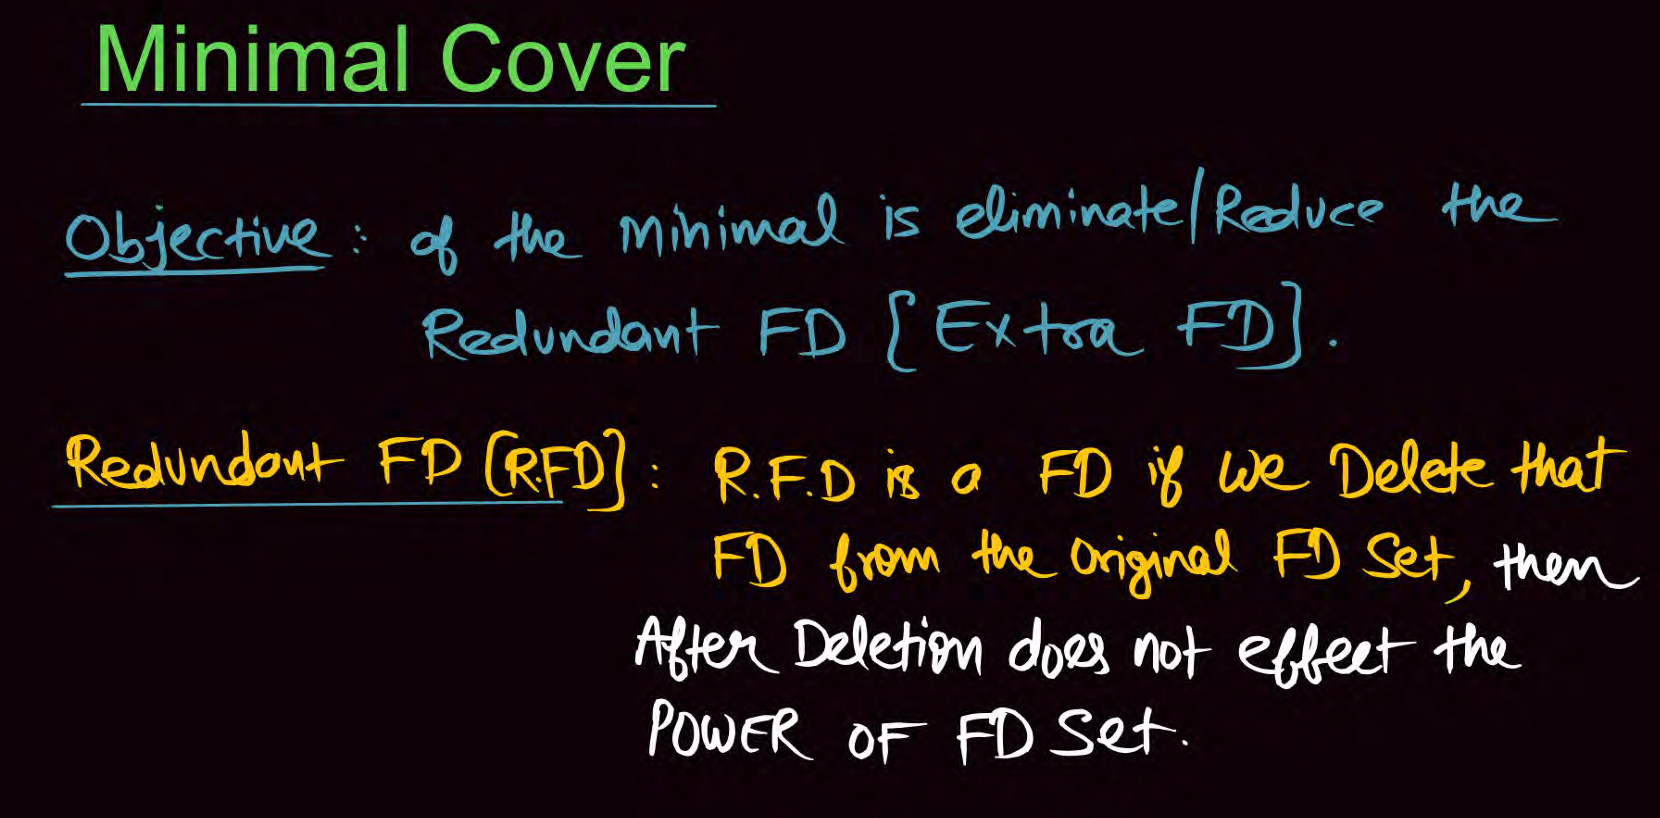 Minimal Cover
Objective : of the minimal is eliminate/Reduce the
Redundant FD [Extra FD].
Redundant FD [R.FD] : R.F.D is a FD if we Delete that
FD from the original FD Set, then
After Deletion does not effect the
POWER OF FD Set.